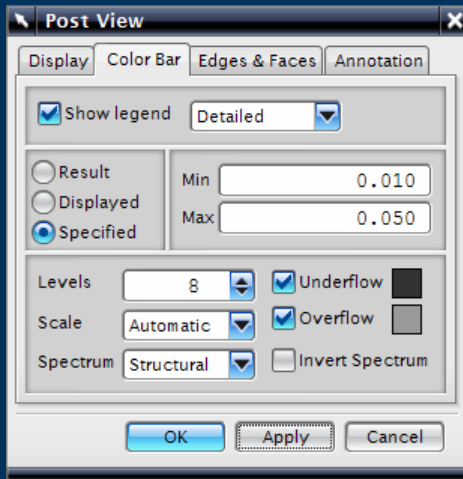 Post View
Display Color Bar Edges & Faces Annotation
Show legend Detailed
Result
Displayed
Specified
Min 0.010
Max 0.050
Levels 8 Underflow
Scale Automatic Overflow
Spectrum Structural Invert Spectrum
OK Apply Cancel